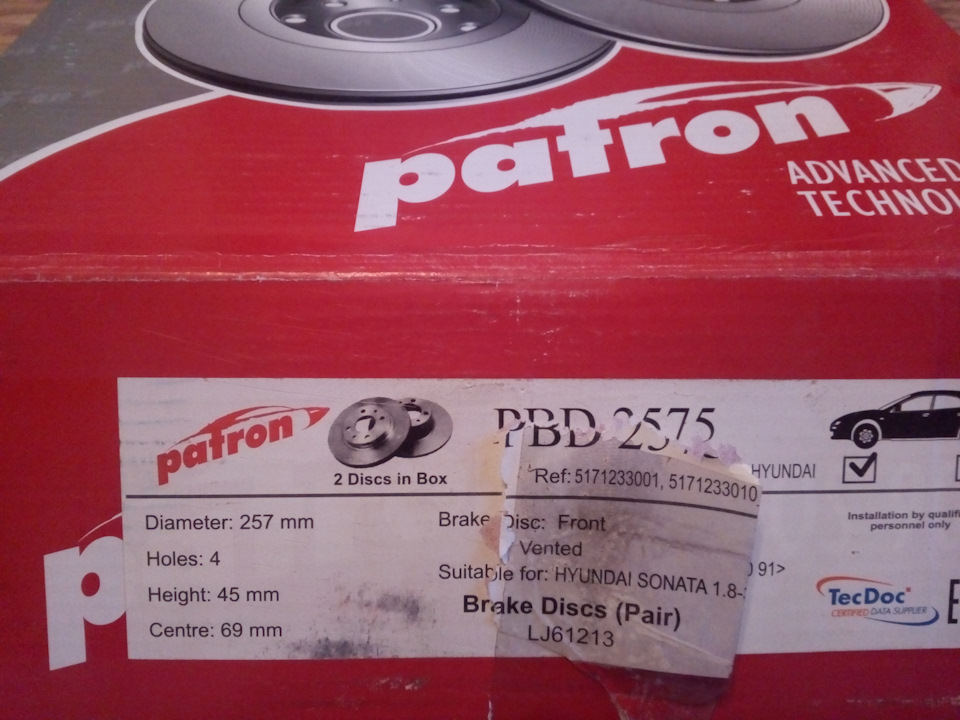 patron
ADVANCED
patron
PBD 2575
2 Discs in Box
Ref: 5171233001, 5171233010
HYUNDAI
Diameter: 257 mm
Holes: 4
Height: 45 mm
Centre: 69 mm
Brake Disc: Front
Vented
Suitable for: HYUNDAI SONATA 1.8-
91>
Brake Discs (Pair)
LJ61213
Installation by
personnel only
TecDoc
CERTIFIED DATA SUPPLIER
p